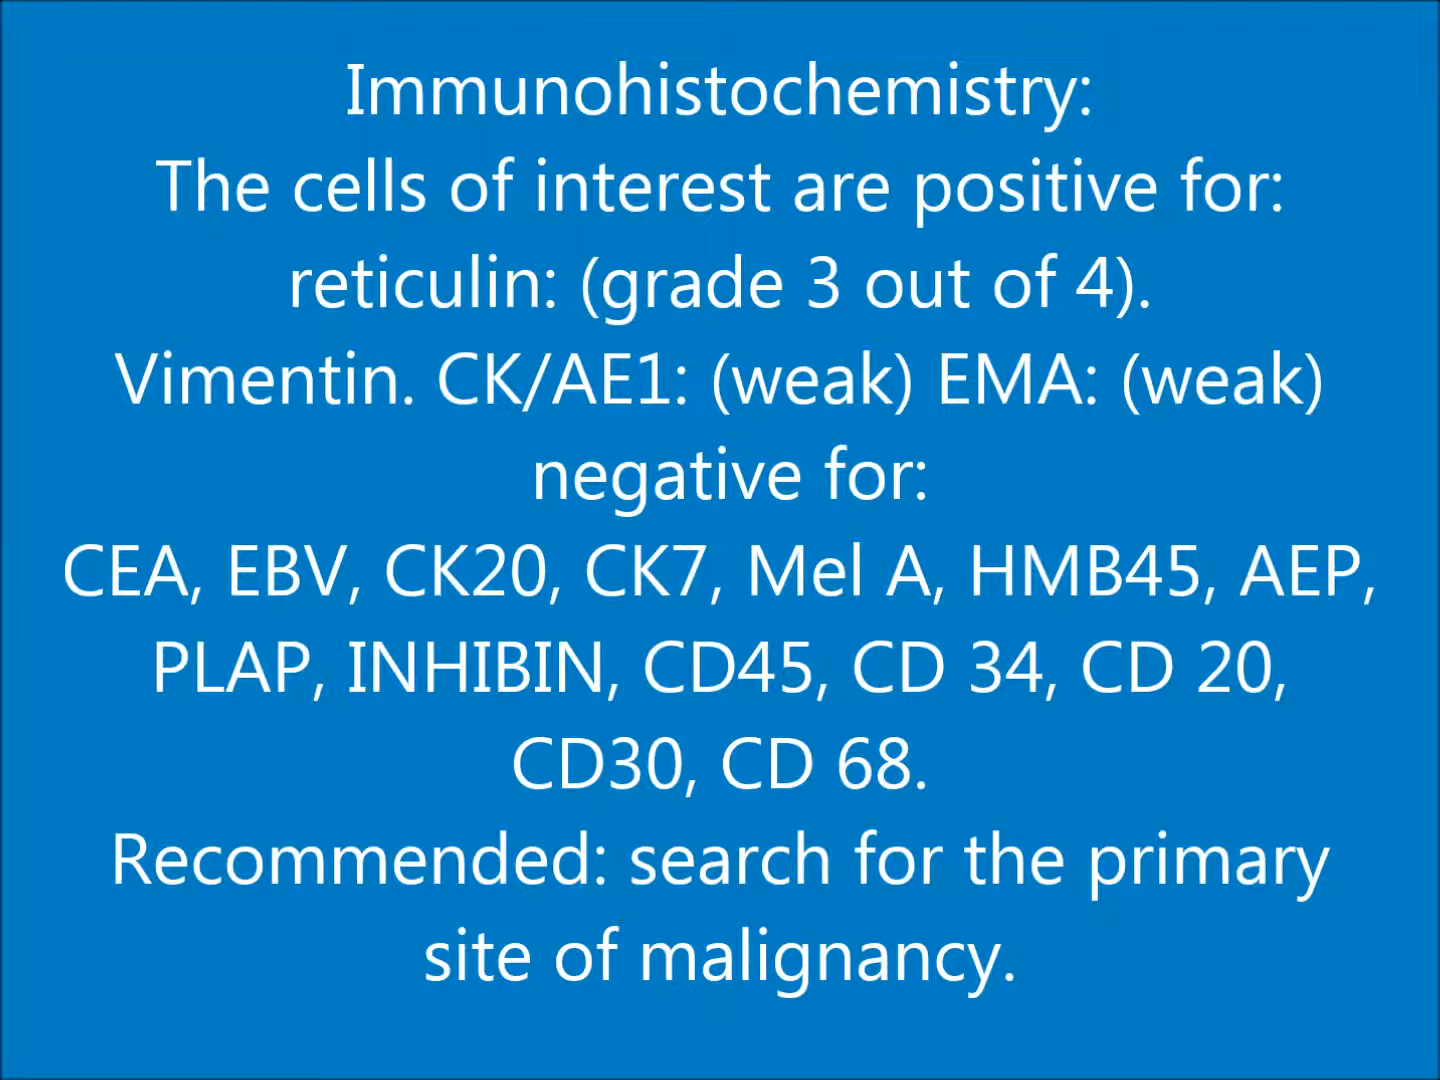 Immunohistochemistry:
The cells of interest are positive for:
reticulin: (grade 3 out of 4).
Vimentin. CK/AE1: (weak) EMA: (weak)
negative for:
CEA, EBV, CK20, CK7, Mel A, HMB45, AEP,
PLAP, INHIBIN, CD45, CD 34, CD 20,
CD30, CD 68.
Recommended: search for the primary
site of malignancy.